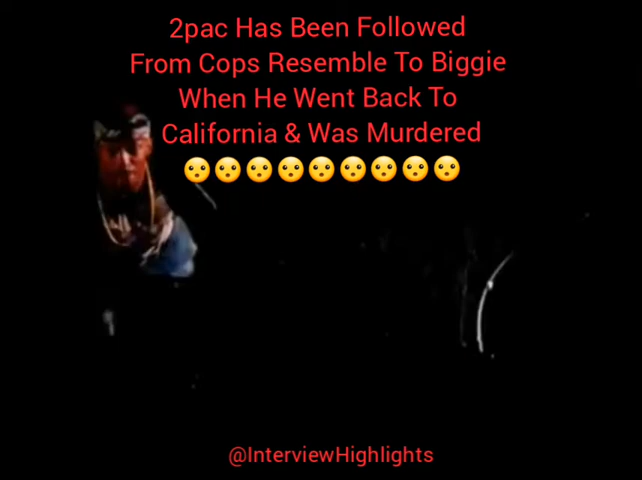 2pac Has Been Followed
From Cops Resemble To Biggie
When He Went Back To
California & Was Murdered
😮😮😮😮😮😮😮😮😮
@InterviewHighlights